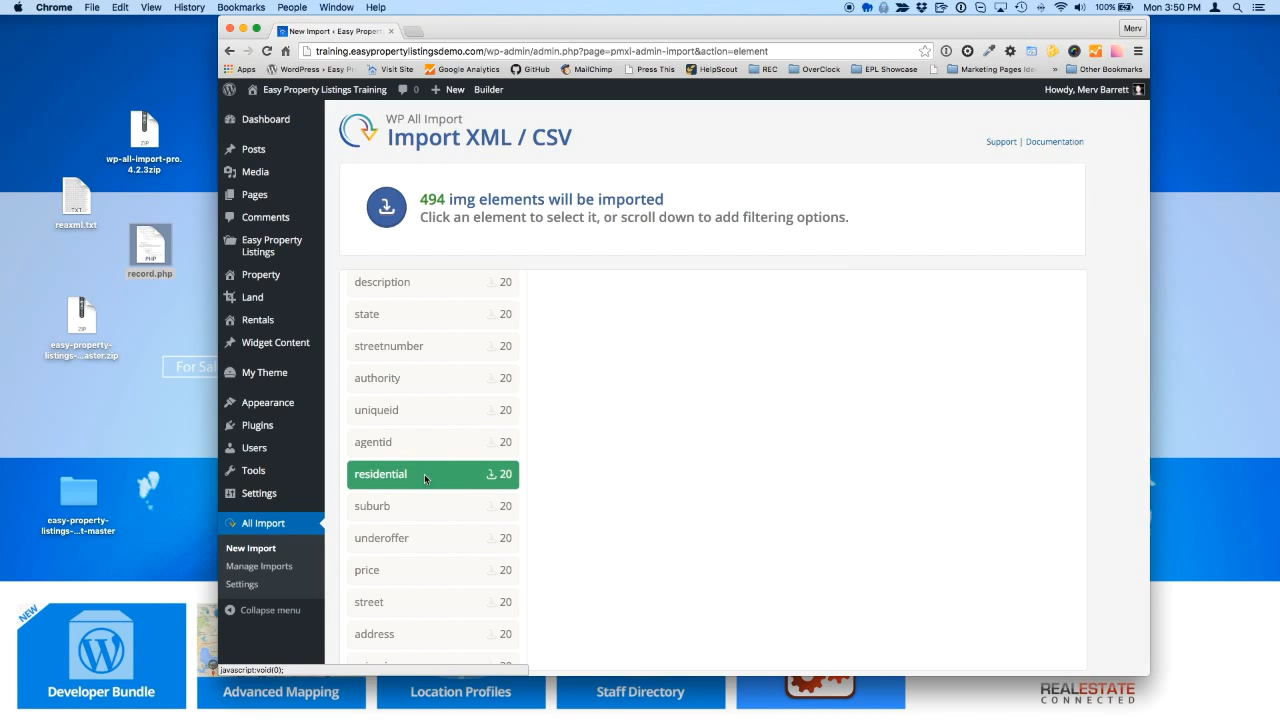 Chrome File Edit View History Bookmarks People Window Help
100% Mon 3:50 PM
New Import ‹ Easy Propert
Merv
training.easypropertylistingsdemo.com/wp-admin/admin.php?page=pmxi-admin-import&action=element
Apps WordPress › Easy Pr Visit Site Google Analytics GitHub MailChimp Press This HelpScout REC OverClock EPL Showcase Marketing Pages Ide » Other Bookmarks
Easy Property Listings Training 0 New Builder Howdy, Merv Barrett
wp-all-import-pro.
4.2.3zip
reaxml.txt
record.php
easy-property-
listings-...aster.zip
For Sal
easy-property-
listings-...t-master
Dashboard
Posts
Media
Pages
Comments
Easy Property
Listings
Property
Land
Rentals
Widget Content
My Theme
Appearance
Plugins
Users
Tools
Settings
All Import
New Import
Manage Imports
Settings
Collapse menu
WP All Import
Import XML / CSV
Support | Documentation
494 img elements will be imported
Click an element to select it, or scroll down to add filtering options.
description 20
state 20
streetnumber 20
authority 20
uniqueid 20
agentid 20
residential 20
suburb 20
underoffer 20
price 20
street 20
address 20
javascript:void(0);
NEW
Developer Bundle
Advanced Mapping
Location Profiles
Staff Directory
REALESTATE
CONNECTED
ZIP
TXT
PHP
ZIP